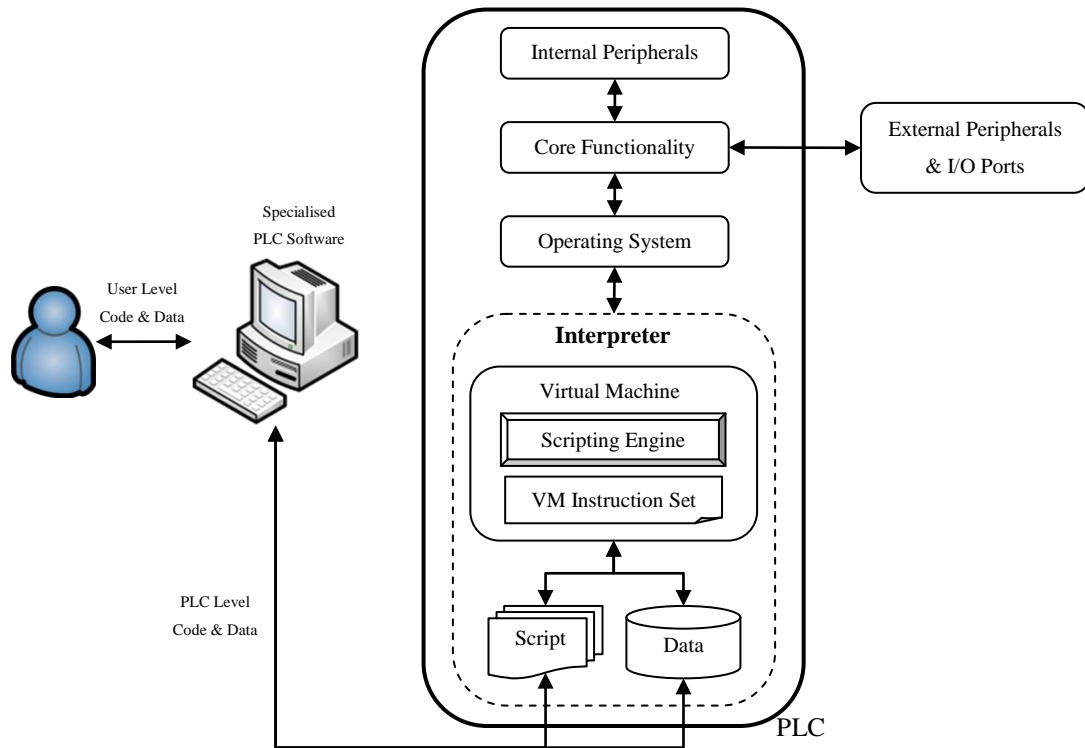 Internal Peripherals
Core Functionality
External Peripherals
& I/O Ports
Operating System
Specialised
PLC Software
User Level
Code & Data
Interpreter
Virtual Machine
Scripting Engine
VM Instruction Set
PLC Level
Code & Data
Script
Data
PLC